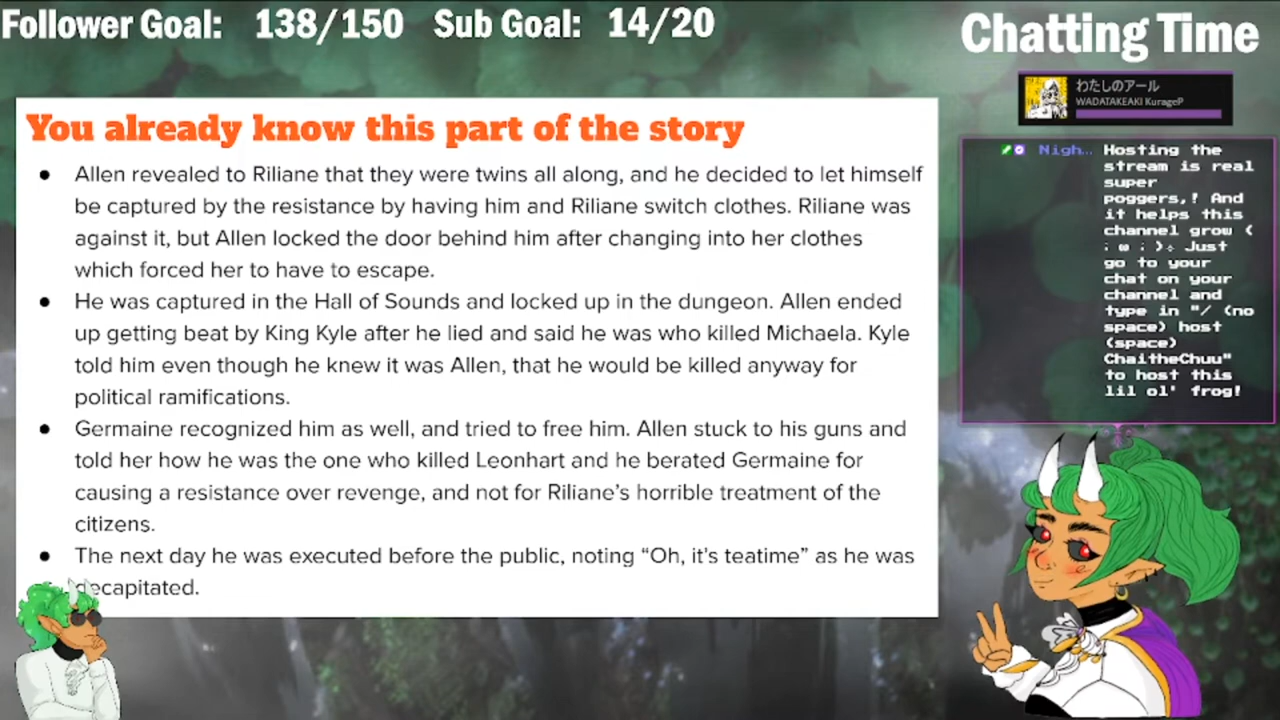 Follower Goal: 138/150 Sub Goal: 14/20
Chatting Time
わたしのアール
WADATAKEAKI KurageP
You already know this part of the story
● Allen revealed to Riliane that they were twins all along, and he decided to let himself
be captured by the resistance by having him and Riliane switch clothes. Riliane was
against it, but Allen locked the door behind him after changing into her clothes
which forced her to have to escape.
● He was captured in the Hall of Sounds and locked up in the dungeon. Allen ended
up getting beat by King Kyle after he lied and said he was who killed Michaela. Kyle
told him even though he knew it was Allen, that he would be killed anyway for
political ramifications.
● Germaine recognized him as well, and tried to free him. Allen stuck to his guns and
told her how he was the one who killed Leonhart and he berated Germaine for
causing a resistance over revenge, and not for Riliane's horrible treatment of the
citizens.
● The next day he was executed before the public, noting “Oh, it's teatime” as he was
decapitated.
Nigh... Hosting the
stream is real
super
poggers,! And
it helps this
channel grow (
; ω ; )÷ Just
go to your
chat on your
channel and
type in "/ (no
space) host
(space)
ChaitheChuu"
to host this
lil ol' frog!